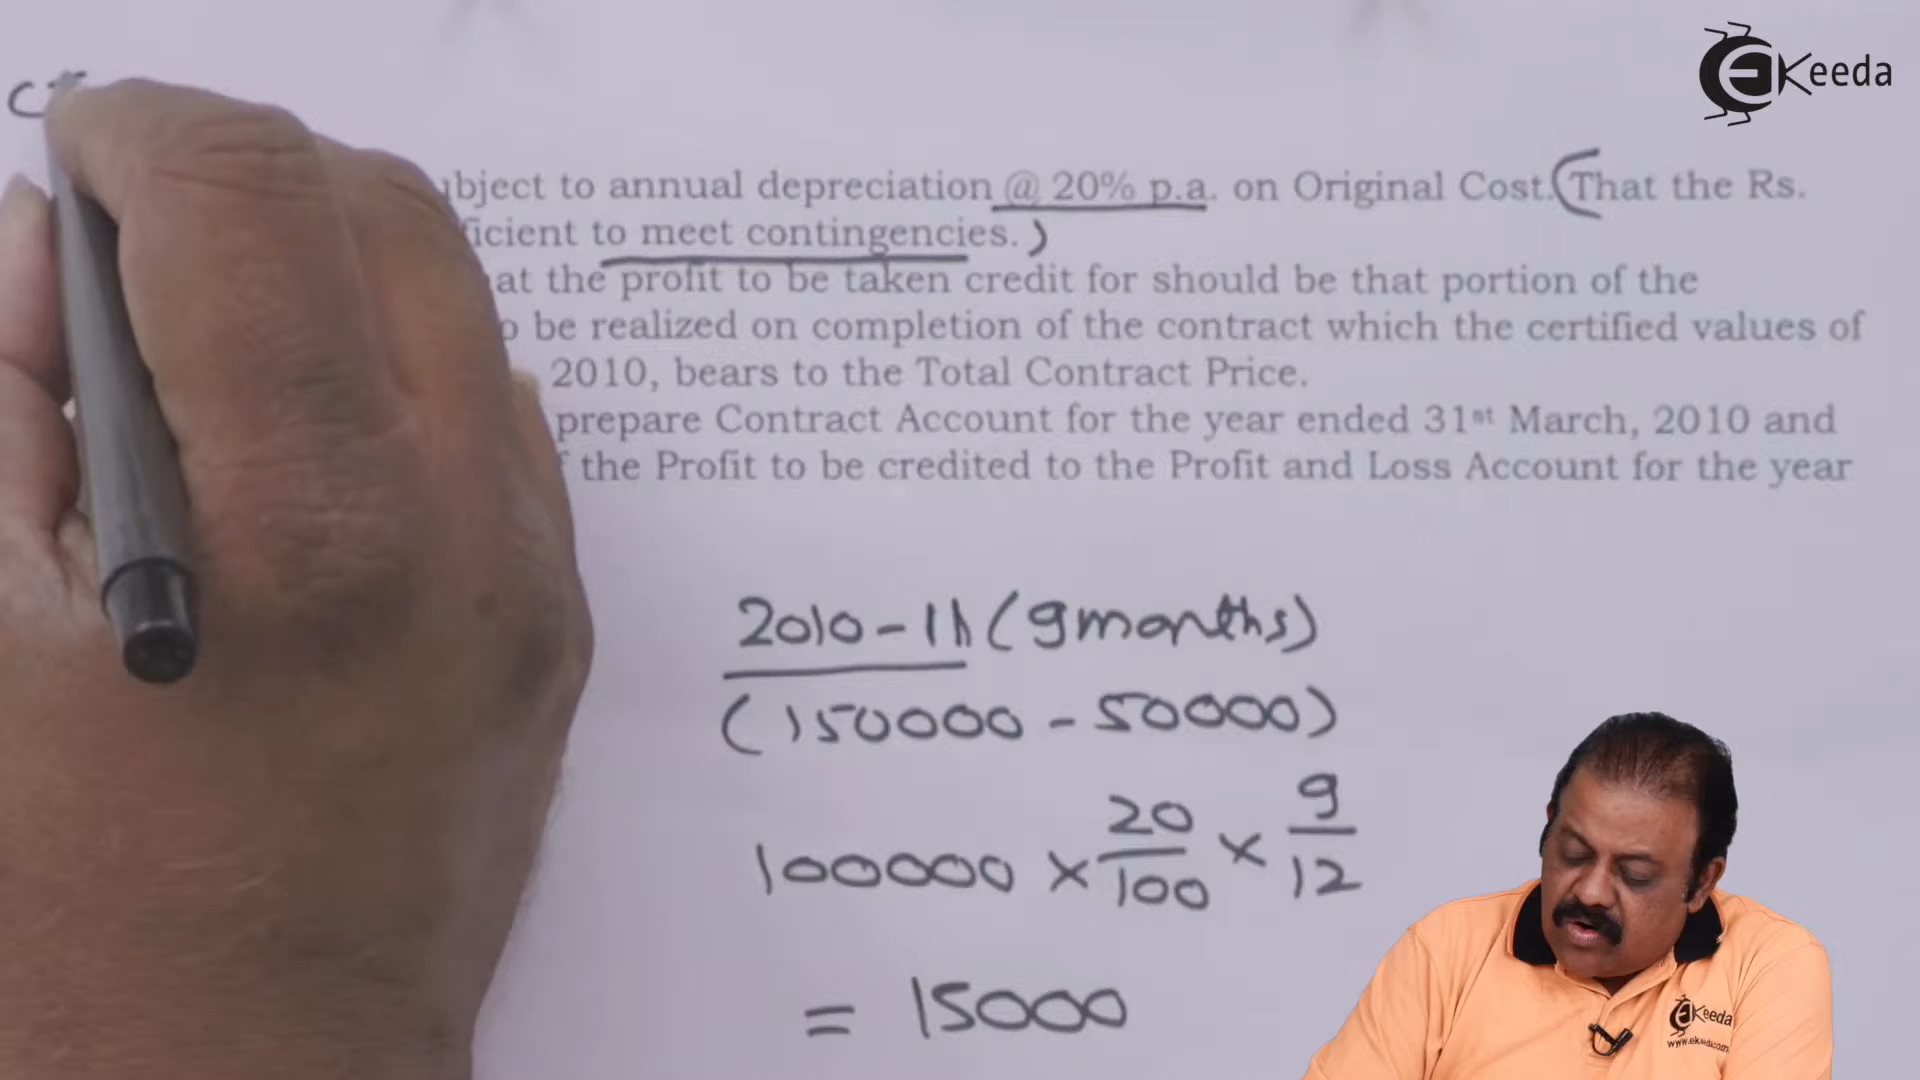 Keeda
@ 20% p.a. on Original Cost. (That the Rs.
to annual depreciation
to meet contingencies.)
at the profit to be taken credit for should be that portion of the
be realized on completion of the contract which the certified values of
2010, bears to the Total Contract Price.
prepare Contract Account for the year ended 31st March, 2010 and
the Profit to be credited to the Profit and Loss Account for the year
2010-11 (9 months)
(150000 - 50000)
100000 × 20/100 × 9/12
= 15000
Keeda
www.ekeeda.com